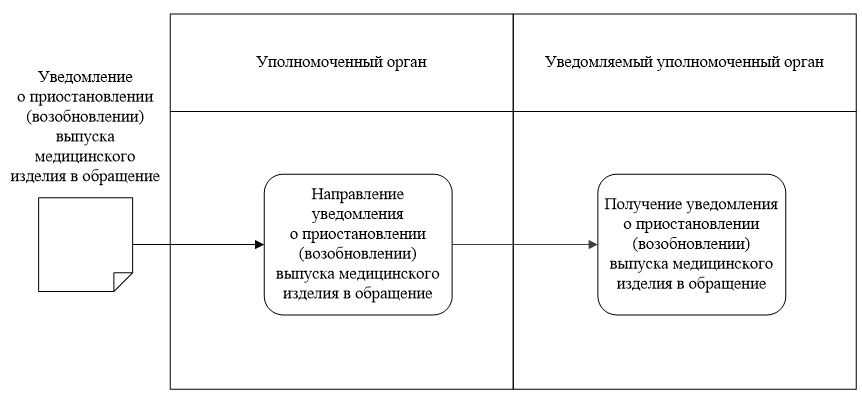 Уполномоченный орган
Уведомляемый уполномоченный орган
Уведомление
о приостановлении
(возобновлении)
выпуска
медицинского
изделия в обращение
Направление
уведомления
о приостановлении
(возобновлении)
выпуска медицинского
изделия в обращение
Получение уведомления
о приостановлении
(возобновлении)
выпуска медицинского
изделия в обращение